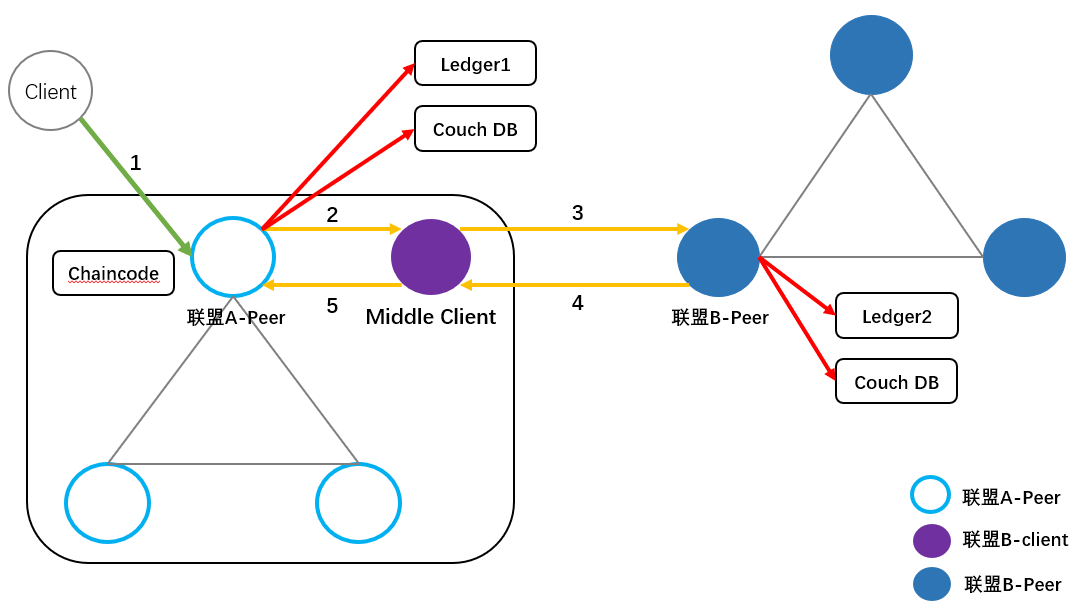 Client
Ledger1
Couch DB
1
2
3
Chaincode
5
4
联盟A-Peer
Middle Client
联盟B-Peer
Ledger2
Couch DB
联盟A-Peer
联盟B-client
联盟B-Peer